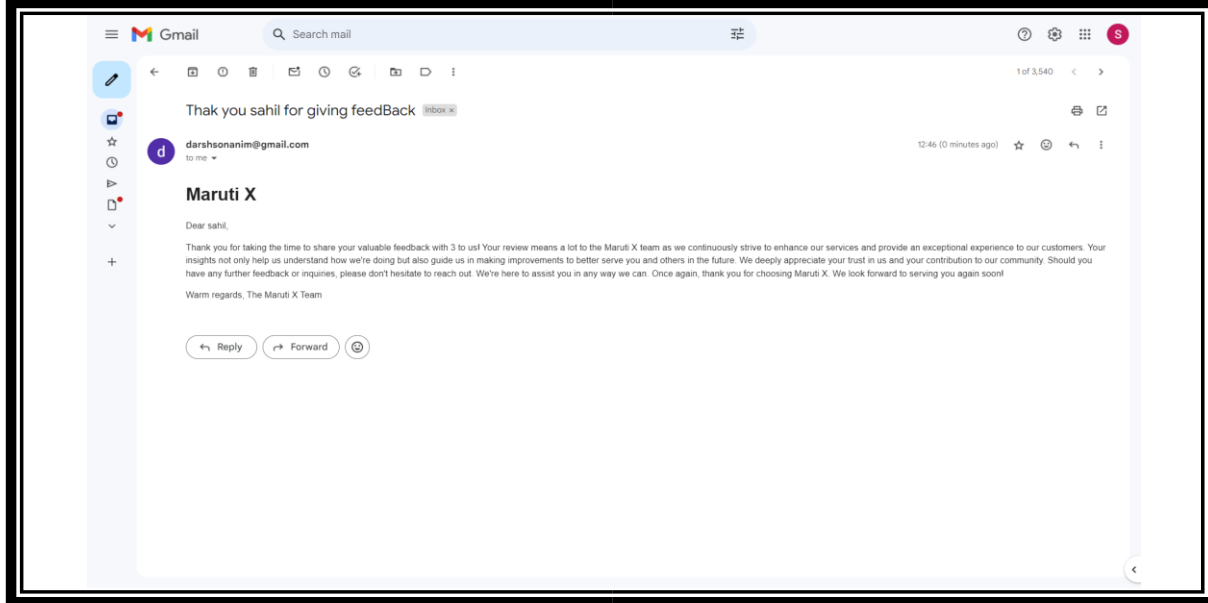 Gmail
Search mail
S
1 of 3,540
Thak you sahil for giving feedBack Inbox ×
d
darshsonanim@gmail.com
12:46 (0 minutes ago)
to me
Maruti X
Dear sahil,
Thank you for taking the time to share your valuable feedback with 3 to us! Your review means a lot to the Maruti X team as we continuously strive to enhance our services and provide an exceptional experience to our customers. Your
insights not only help us understand how we're doing but also guide us in making improvements to better serve you and others in the future. We deeply appreciate your trust in us and your contribution to our community. Should you
have any further feedback or inquiries, please don't hesitate to reach out. We're here to assist you in any way we can. Once again, thank you for choosing Maruti X. We look forward to serving you again soon!
Warm regards, The Maruti X Team
Reply
Forward